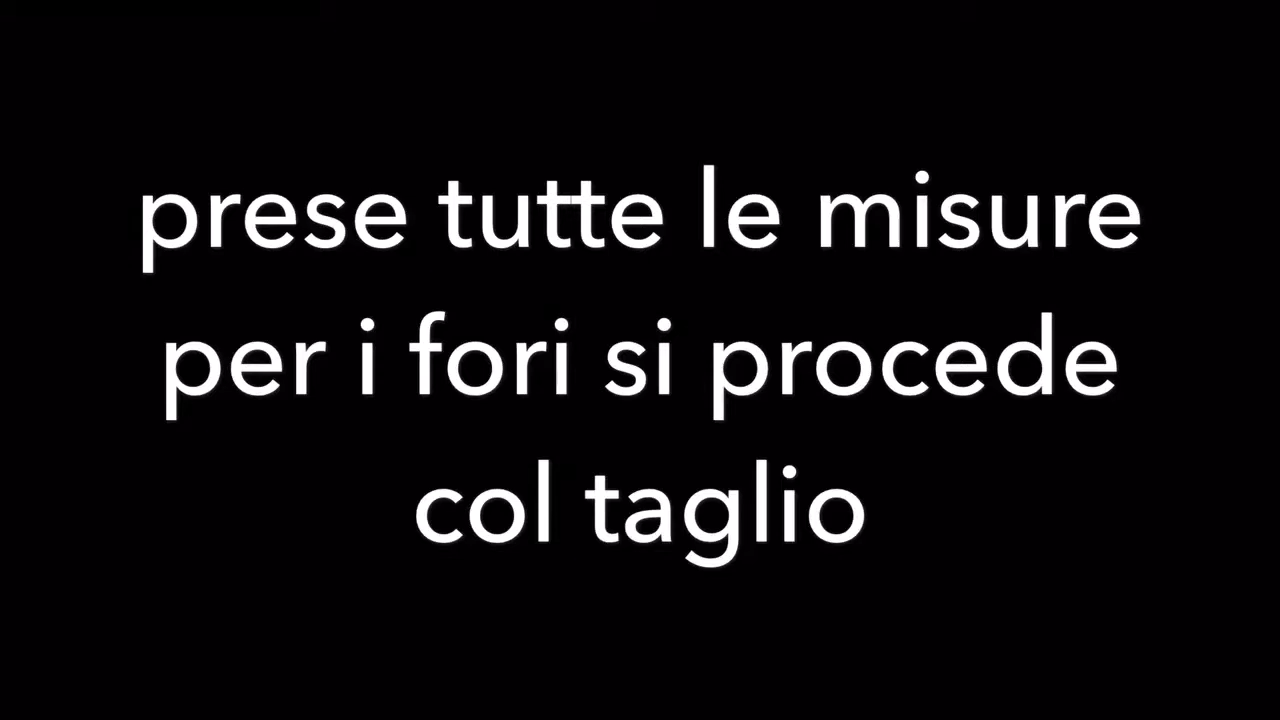 prese tutte le misure
per i fori si procede
col taglio